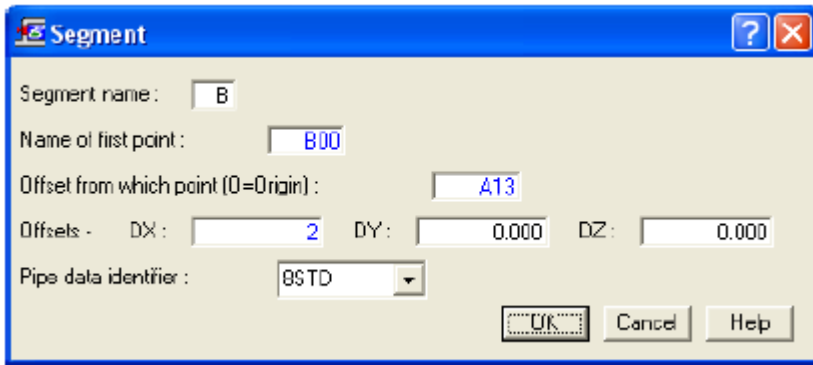 Segment
Segment name : B
Name of first point : B00
Offset from which point (0=Origin) : A13
Offsets - DX : 2 DY : 0.000 DZ : 0.000
Pipe data identifier : 8STD
OK Cancel Help